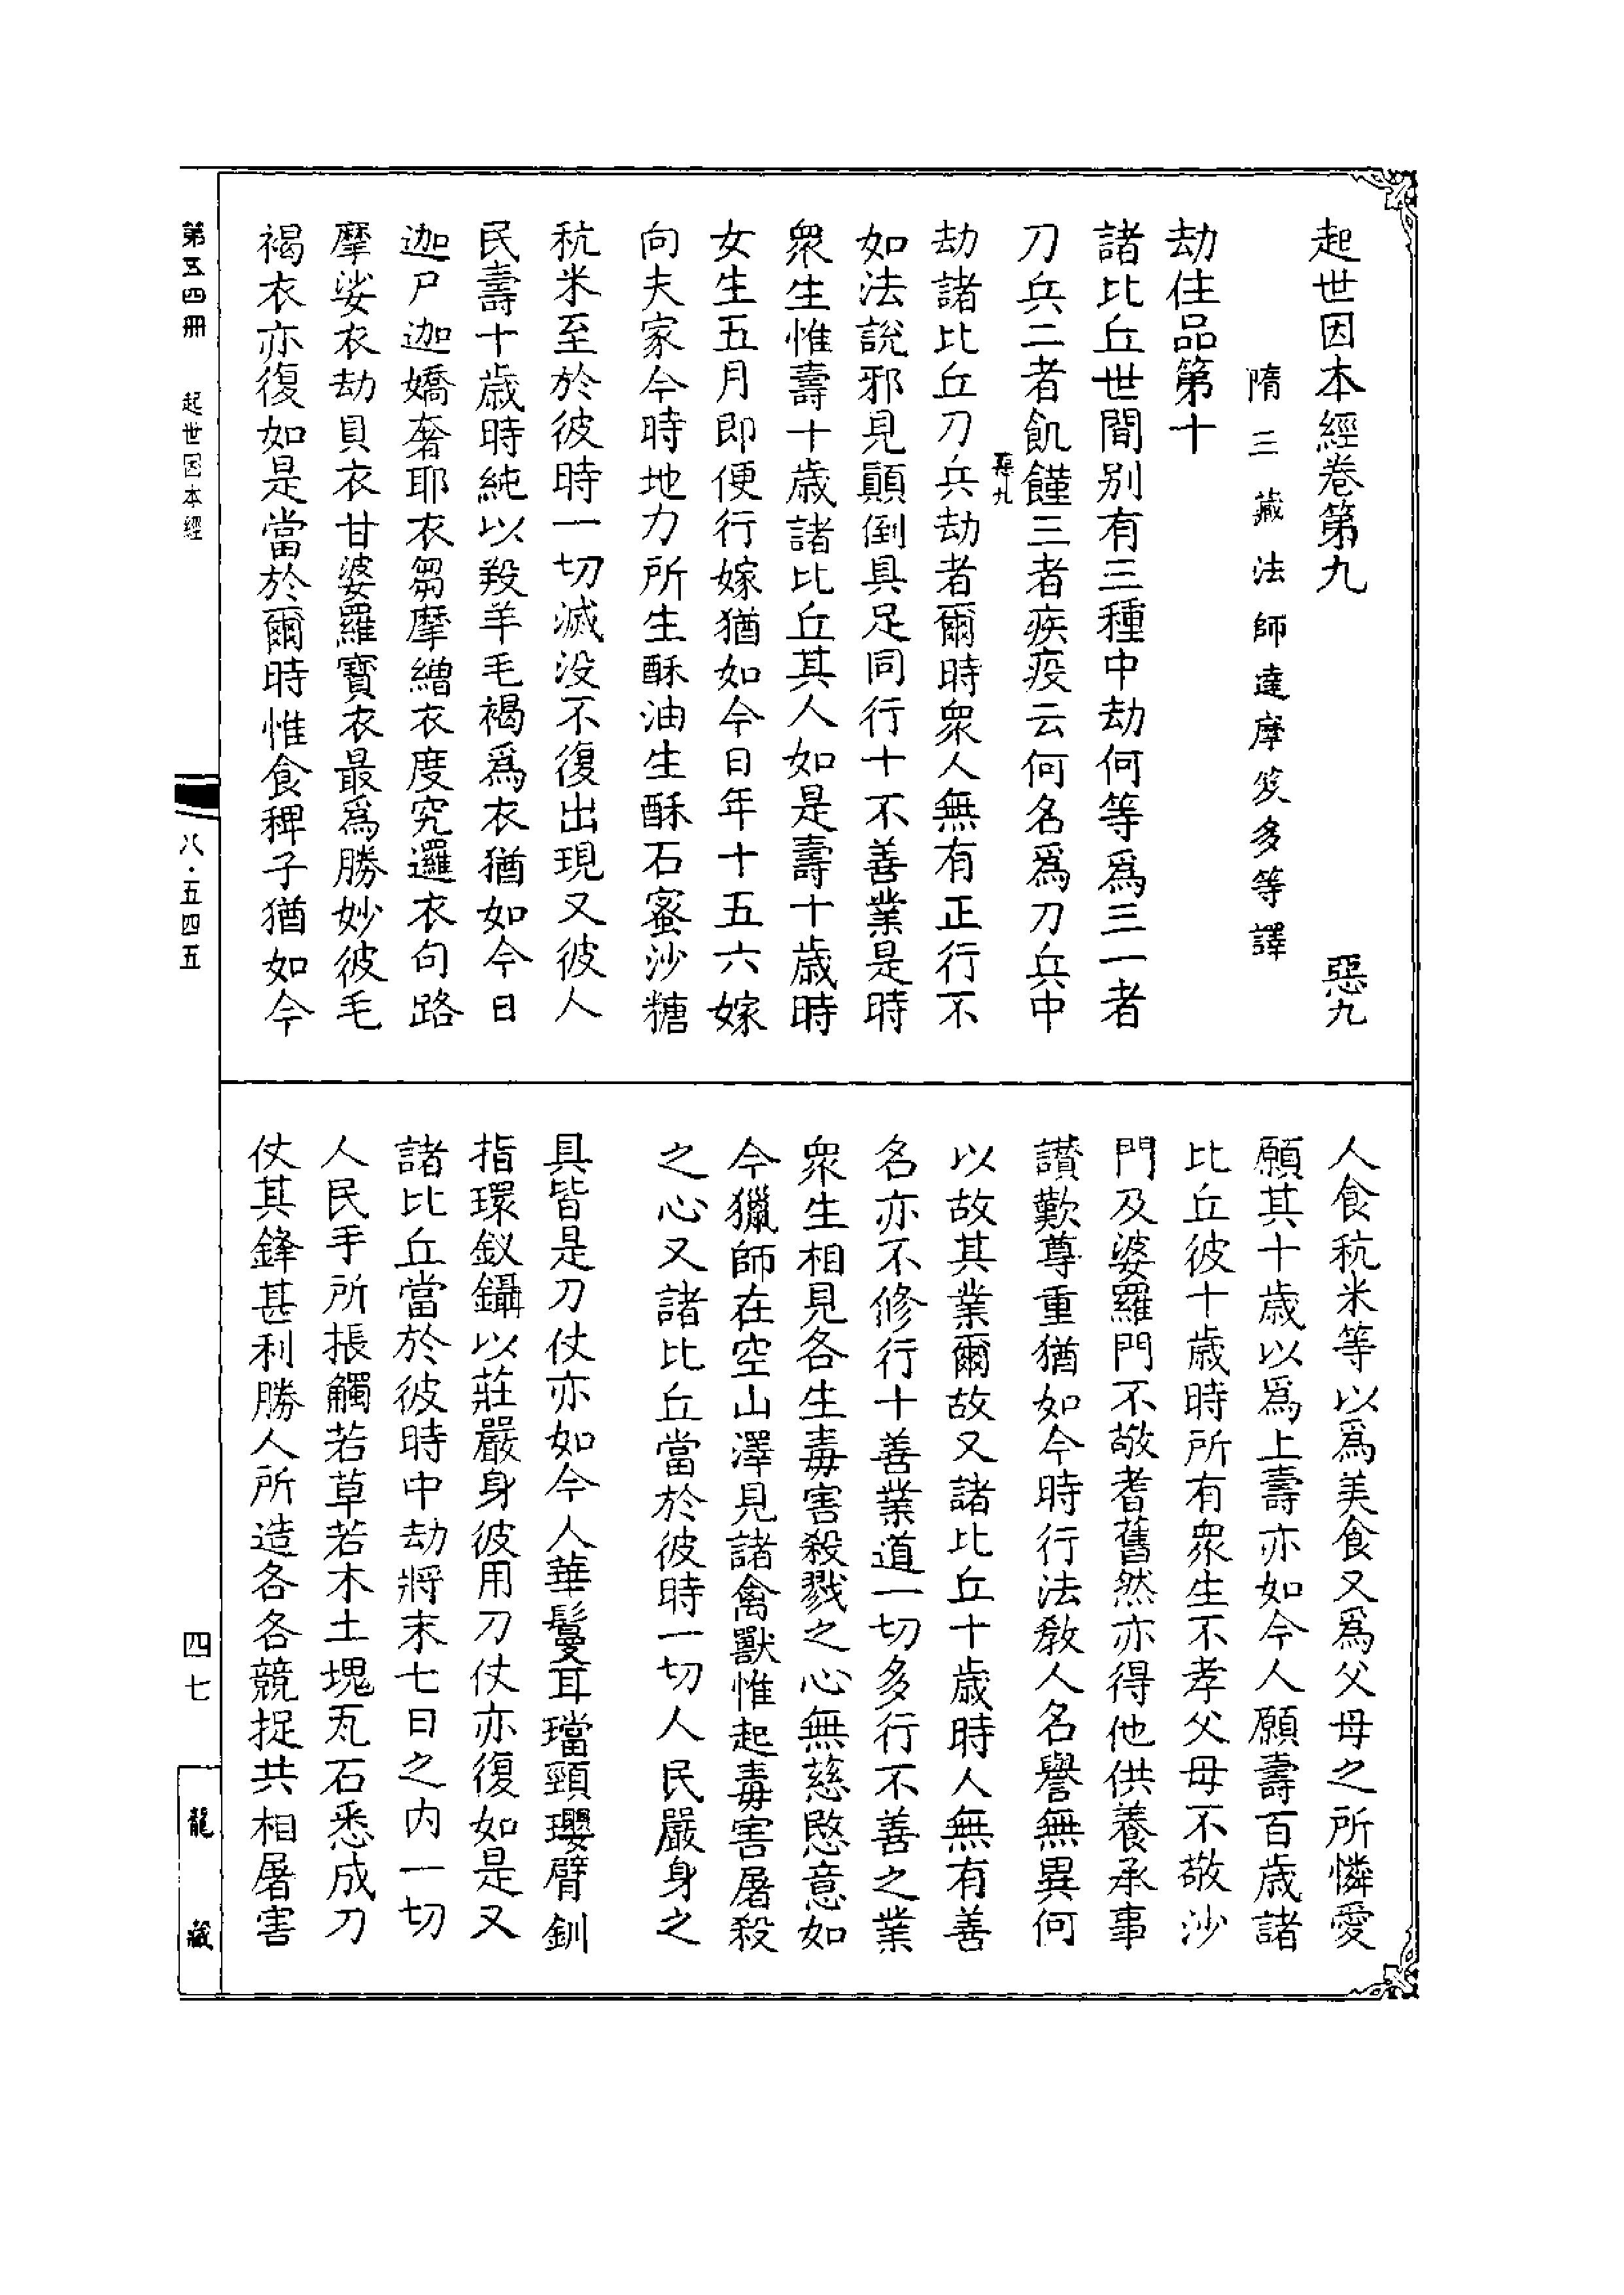 起世因本經卷第九　惡九
隋三藏法師達摩笈多等譯
劫住品第十
諸比丘世間别有三種中劫何等爲三一者
刀兵二者飢饉三者疾疫云何名爲刀兵中
惡九
劫諸比丘刀兵劫者爾時衆人無有正行不
如法説邪見顛倒具足同行十不善業是時
衆生惟壽十歳諸比丘其人如是壽十歳時
女生五月即便行嫁猶如今日年十五六嫁
向夫家今時地力所生酥油生酥石蜜沙糖
秔米至於彼時一切滅没不復出現又彼人
民壽十歳時純以羖羊毛褐爲衣猶如今日
迦尸迦嬌奢耶衣芻摩繒衣度究邏衣句路
摩娑衣劫貝衣甘婆羅寶衣最爲勝妙彼毛
褐衣亦復如是當於爾時惟食稗子猶如今
人食秔米等以爲美食又爲父母之所憐愛
願其十歳以爲上壽亦如今人願壽百歳諸
比丘彼十歳時所有衆生不孝父母不敬沙
門及婆羅門不敬耆舊然亦得他供養承事
讃歎尊重猶如今時行法教人名譽無異何
以故其業爾故又諸比丘十歳時人無有善
名亦不修行十善業道一切多行不善之業
衆生相見各生毒害殺戮之心無慈愍意如
今獵師在空山澤見諸禽獸惟起毒害屠殺
之心又諸比丘當於彼時一切人民嚴身之
具皆是刀仗亦如今人華鬘耳璫頸瓔臂釧
指環釵鑷以莊嚴身彼用刀仗亦復如是又
諸比丘當於彼時中劫將末七日之内一切
人民手所振觸若草若木土塊瓦石悉成刀
仗其鋒甚利勝人所造各各競捉共相屠害
第五四冊　起世因本經
八·五四五
四七
龍藏